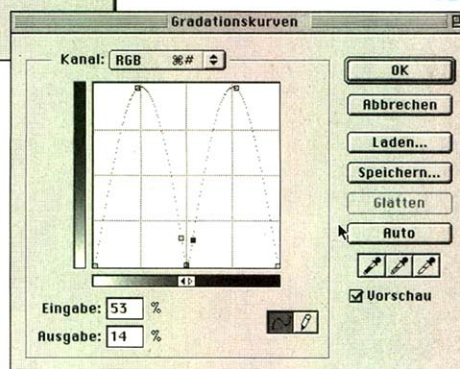 Gradationskurven
Kanal: RGB ⌘#
OK
Abbrechen
Laden...
Speichern...
Glätten
Auto
Vorschau
Eingabe: 53 %
Ausgabe: 14 %